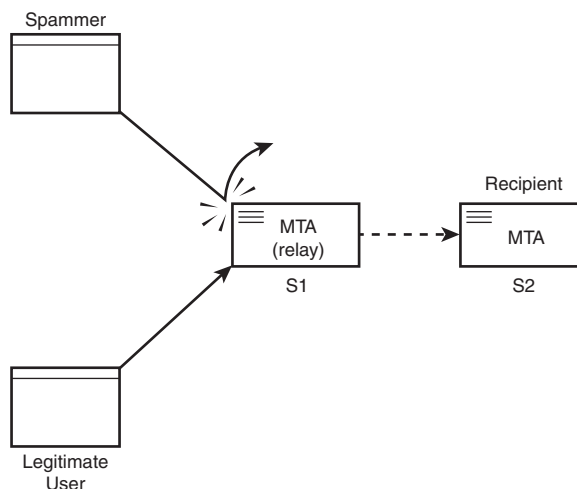 Spammer
Recipient
MTA
(relay)
MTA
S1
S2
Legitimate
User